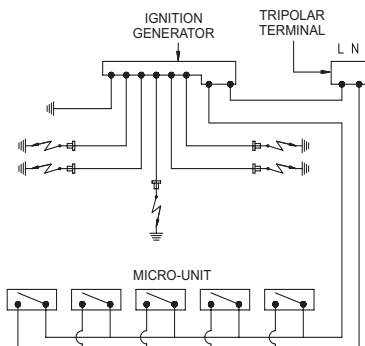 IGNITION
GENERATOR
TRIPOLAR
TERMINAL
L N
MICRO-UNIT